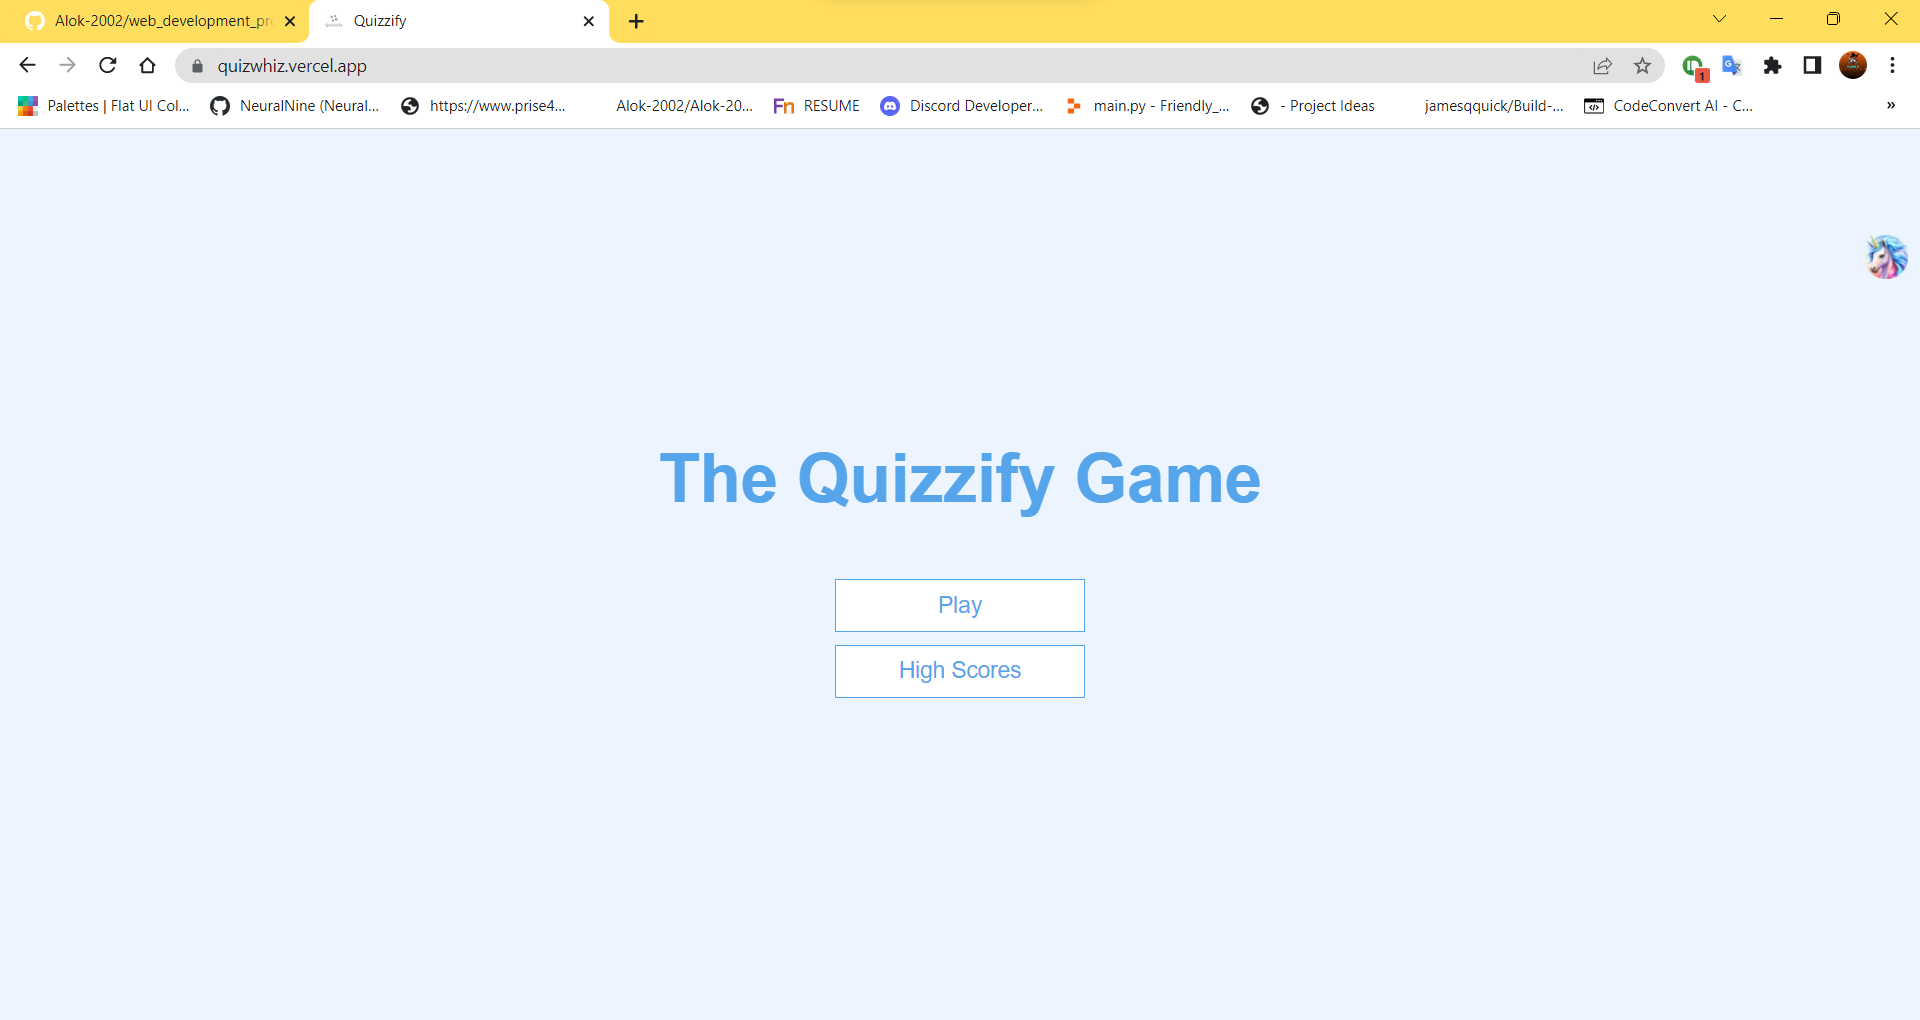 Alok-2002/web_development_pr
Quizzify
quizwhiz.vercel.app
1
Palettes | Flat UI Col...
NeuralNine (Neural...
https://www.prise4...
Alok-2002/Alok-20...
Fn RESUME
Discord Developer...
main.py - Friendly_...
- Project Ideas
jamesqquick/Build-...
CodeConvert AI - C...
»
The Quizzify Game
Play
High Scores